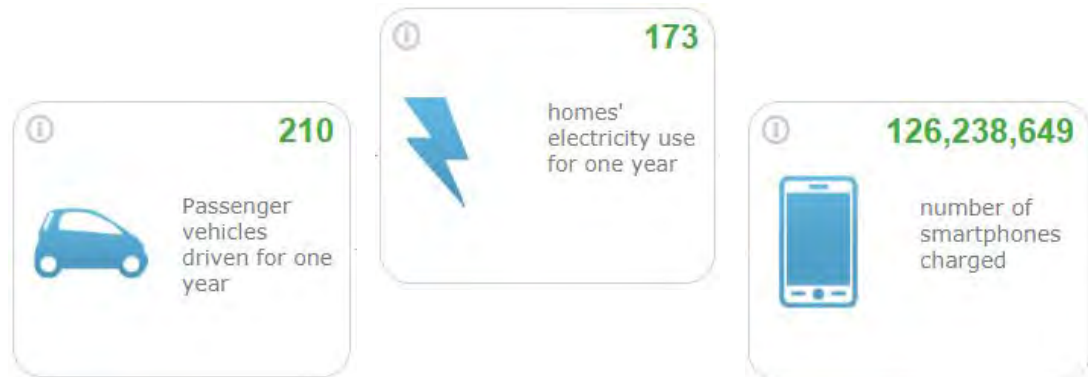 210
Passenger
vehicles
driven for one
year
173
homes'
electricity use
for one year
126,238,649
number of
smartphones
charged